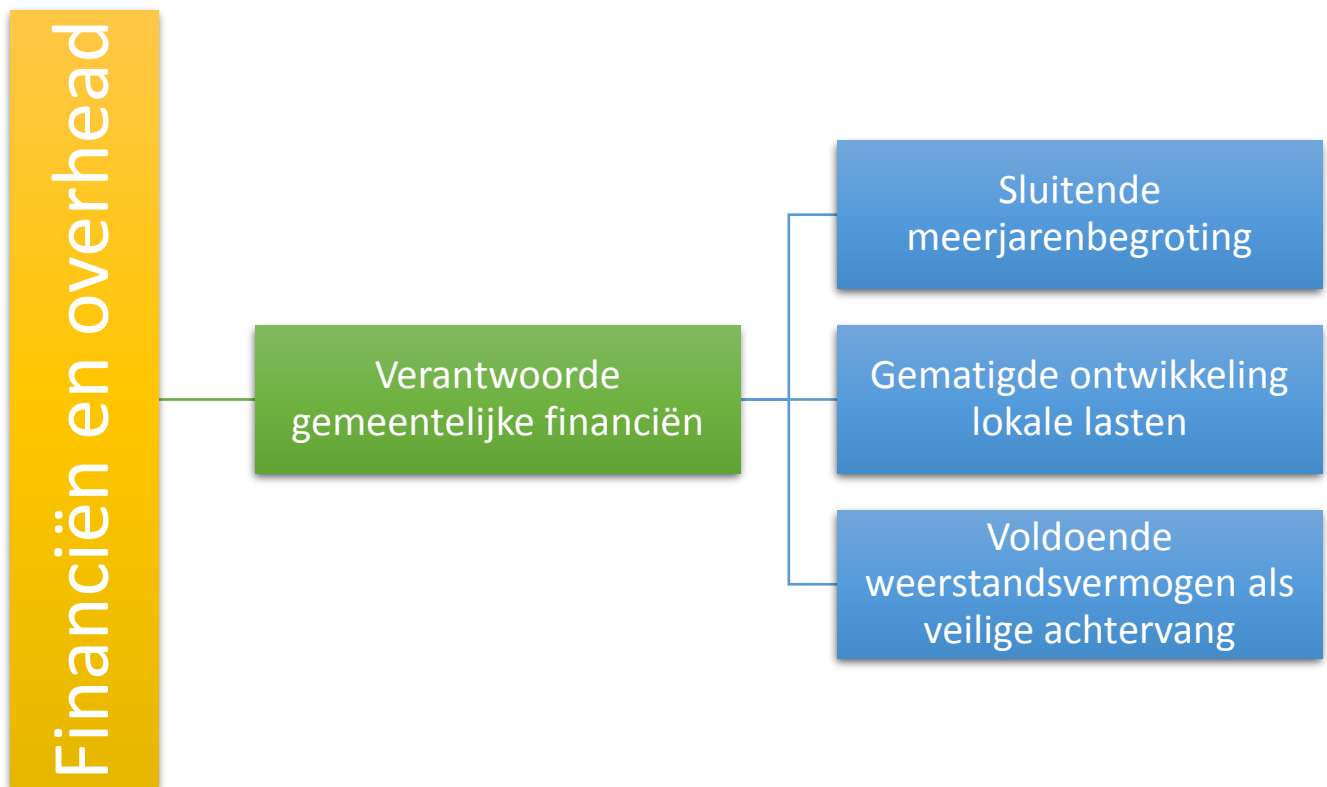 Financiën en overhead
Verantwoorde
gemeentelijke financiën
Sluitende
meerjarenbegroting
Gematigde ontwikkeling
lokale lasten
Voldoende
weerstandsvermogen als
veilige achtervang